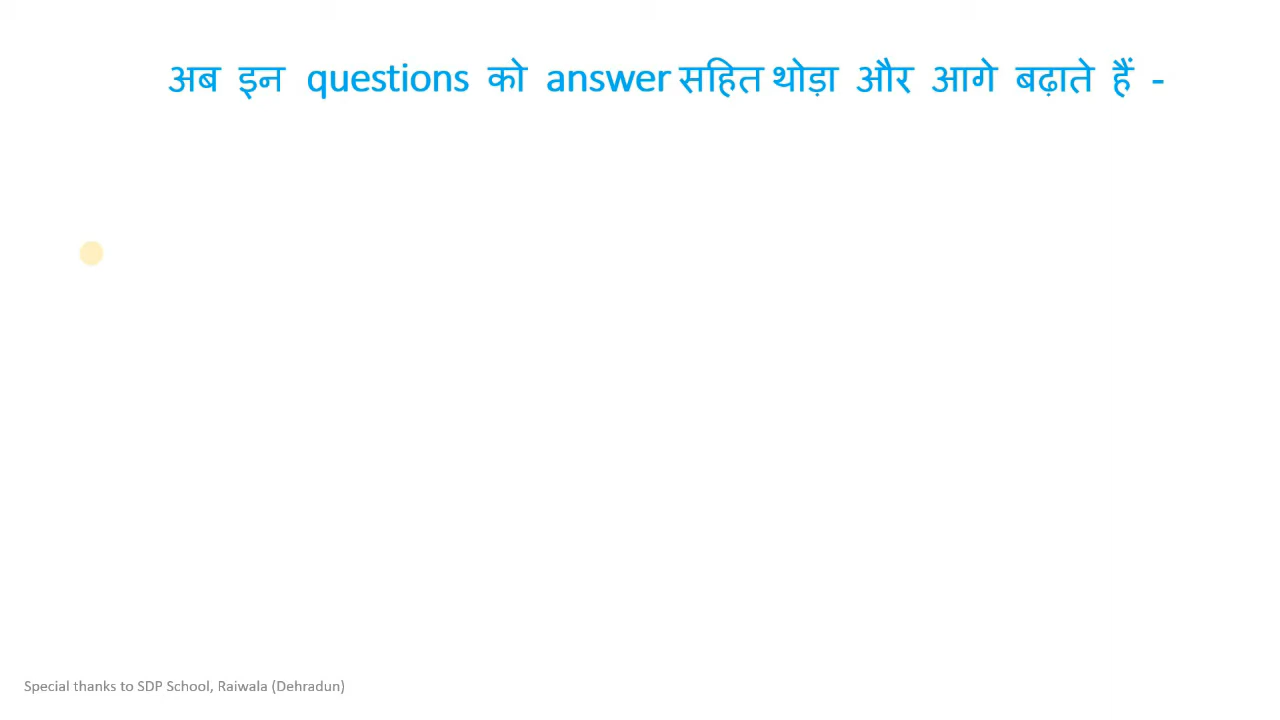 अब इन questions को answer सहित थोड़ा और आगे बढ़ाते हैं -
Special thanks to SDP School, Raiwala (Dehradun)